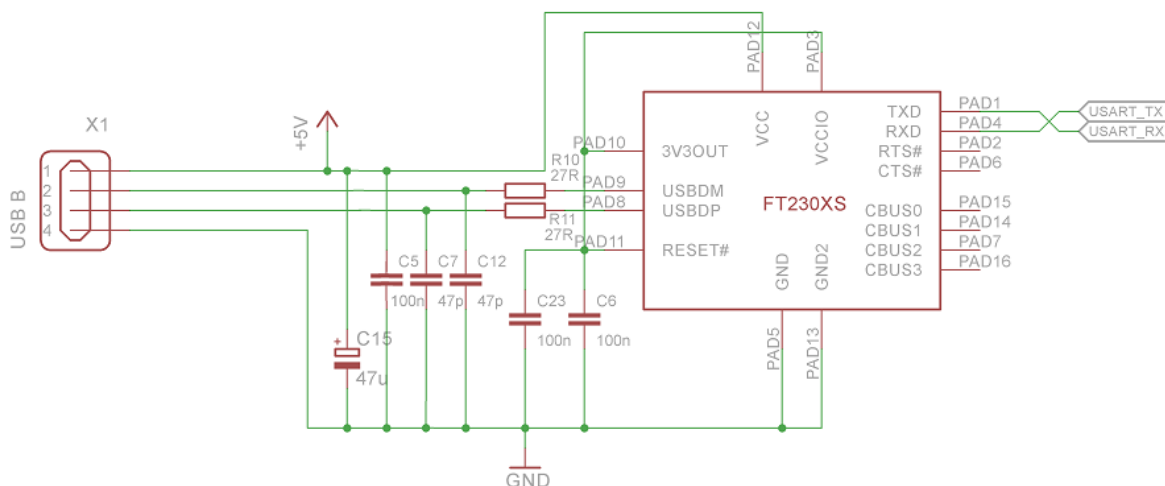 X1
USB B
1
2
3
4
+5V
C15
47u
C5
100n
C7
47p
C12
47p
R10
27R
R11
27R
C23
100n
C6
100n
GND
PAD10
PAD9
PAD8
PAD11
PAD12
PAD3
VCC
VCCIO
3V3OUT
USBDM
USBDP
RESET#
FT230XS
GND
GND2
PAD5
PAD13
TXD
RXD
RTS#
CTS#
CBUS0
CBUS1
CBUS2
CBUS3
PAD1
PAD4
PAD2
PAD6
PAD15
PAD14
PAD7
PAD16
USART_TX
USART_RX